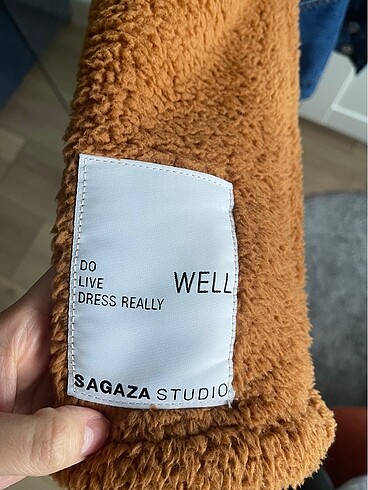 DO
LIVE
DRESS REALLY
WELL
SAGAZA STUDIO